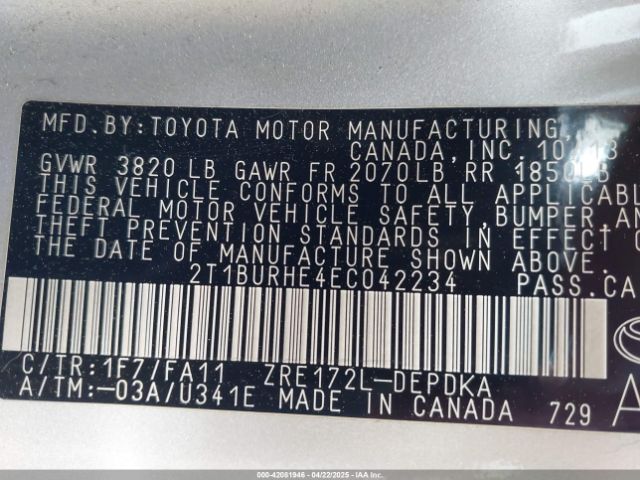 MFD. BY: TOYOTA MOTOR MANUFACTURING,
CANADA, INC.
GVWR 3820 LB GAWR FR 2070LB RR 1850LB
THIS VEHICLE CONFORMS TO ALL APPLICABL
FEDERAL MOTOR VEHICLE SAFETY, BUMPER AN
THEFT PREVENTION STANDARDS IN EFFECT O
THE DATE OF MANUFACTURE SHOWN ABOVE.
2T1BURHE4EC042234 PASS.CA
C/TR:1F7/FA11 ZRE172L-DEPDKA
A/TM:-03A/U341E MADE IN CANADA 729
000-42081946 - 04/22/2025 - IAA Inc.